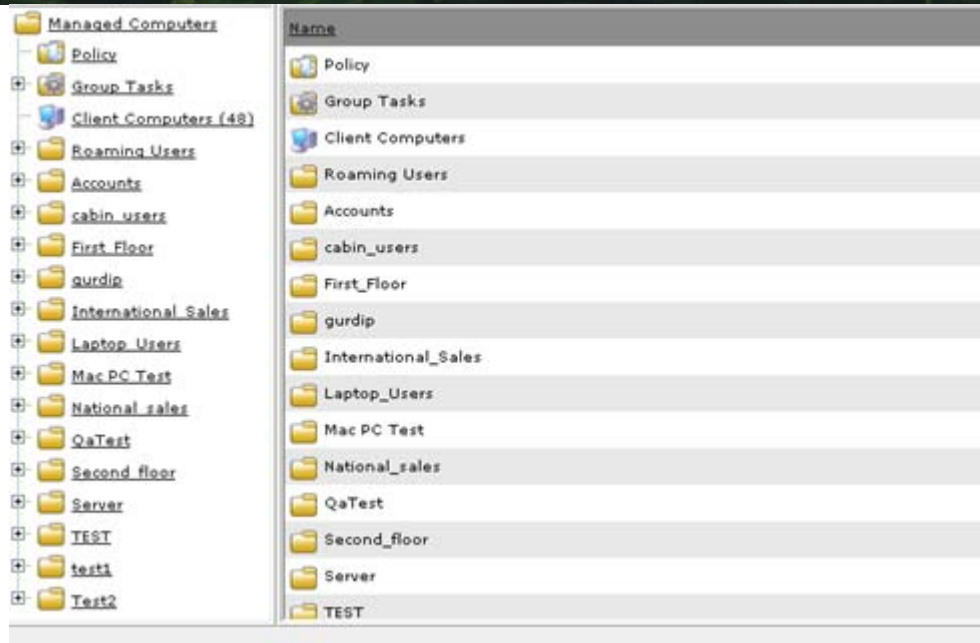 Managed Computers
Policy
Group Tasks
Client Computers (48)
Roaming Users
Accounts
cabin_users
First_Floor
gurdip
International_Sales
Laptop_Users
Mac PC Test
National_sales
QaTest
Second_floor
Server
TEST
test1
Test2
Name
Policy
Group Tasks
Client Computers
Roaming Users
Accounts
cabin_users
First_Floor
gurdip
International_Sales
Laptop_Users
Mac PC Test
National_sales
QaTest
Second_floor
Server
TEST